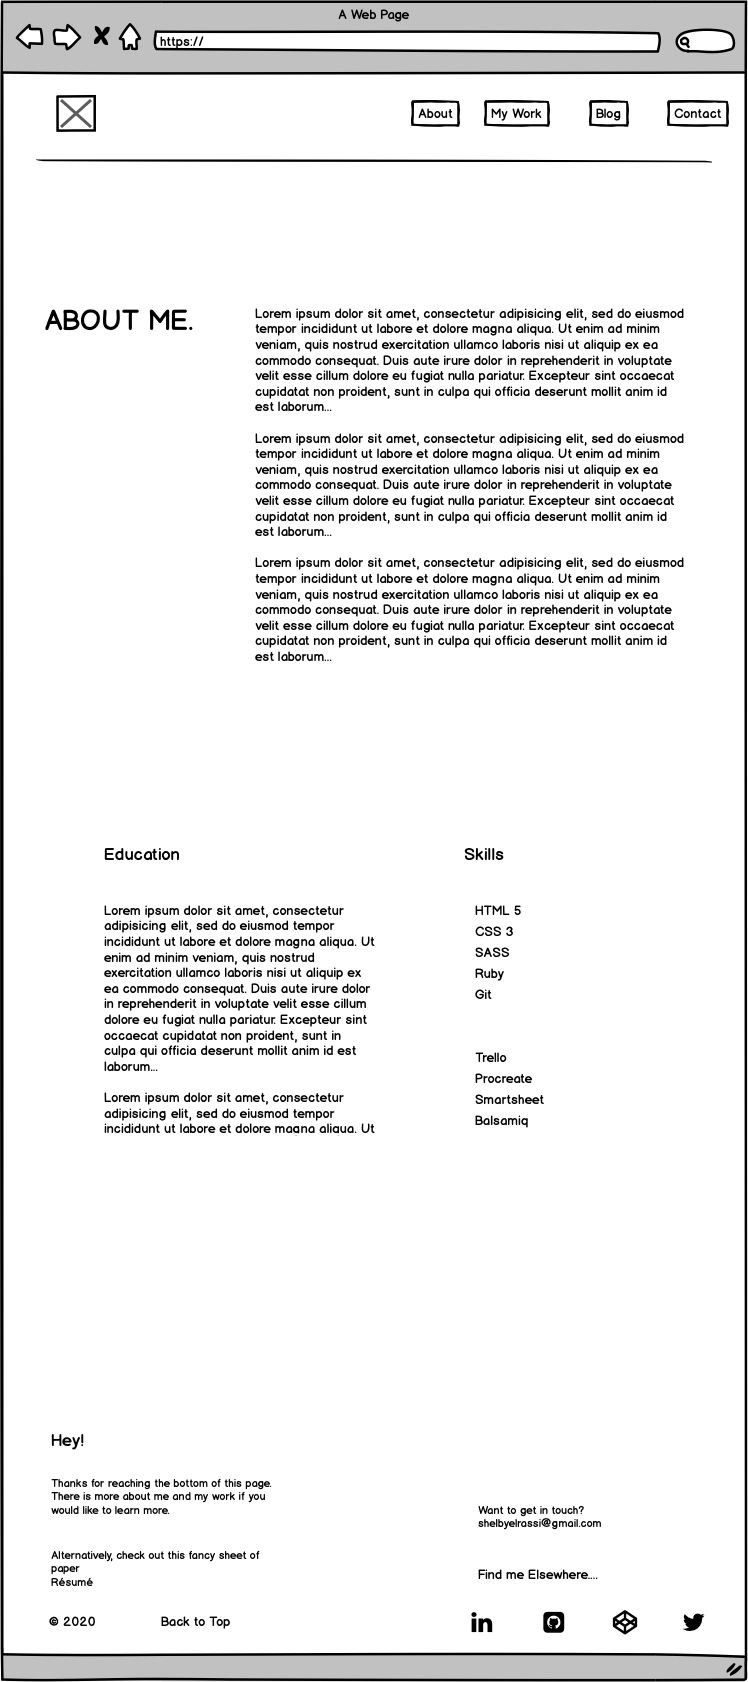 A Web Page
https://
About
My Work
Blog
Contact
ABOUT ME.
Lorem ipsum dolor sit amet, consectetur adipisicing elit, sed do eiusmod
tempor incididunt ut labore et dolore magna aliqua. Ut enim ad minim
veniam, quis nostrud exercitation ullamco laboris nisi ut aliquip ex ea
commodo consequat. Duis aute irure dolor in reprehenderit in voluptate
velit esse cillum dolore eu fugiat nulla pariatur. Excepteur sint occaecat
cupidatat non proident, sunt in culpa qui officia deserunt mollit anim id
est laborum...
Lorem ipsum dolor sit amet, consectetur adipisicing elit, sed do eiusmod
tempor incididunt ut labore et dolore magna aliqua. Ut enim ad minim
veniam, quis nostrud exercitation ullamco laboris nisi ut aliquip ex ea
commodo consequat. Duis aute irure dolor in reprehenderit in voluptate
velit esse cillum dolore eu fugiat nulla pariatur. Excepteur sint occaecat
cupidatat non proident, sunt in culpa qui officia deserunt mollit anim id
est laborum...
Lorem ipsum dolor sit amet, consectetur adipisicing elit, sed do eiusmod
tempor incididunt ut labore et dolore magna aliqua. Ut enim ad minim
veniam, quis nostrud exercitation ullamco laboris nisi ut aliquip ex ea
commodo consequat. Duis aute irure dolor in reprehenderit in voluptate
velit esse cillum dolore eu fugiat nulla pariatur. Excepteur sint occaecat
cupidatat non proident, sunt in culpa qui officia deserunt mollit anim id
est laborum...
Education
Lorem ipsum dolor sit amet, consectetur
adipisicing elit, sed do eiusmod tempor
incididunt ut labore et dolore magna aliqua. Ut
enim ad minim veniam, quis nostrud
exercitation ullamco laboris nisi ut aliquip ex
ea commodo consequat. Duis aute irure dolor
in reprehenderit in voluptate velit esse cillum
dolore eu fugiat nulla pariatur. Excepteur sint
occaecat cupidatat non proident, sunt in
culpa qui officia deserunt mollit anim id est
laborum...
Lorem ipsum dolor sit amet, consectetur
adipisicing elit, sed do eiusmod tempor
incididunt ut labore et dolore magna aliqua. Ut
Skills
HTML 5
CSS 3
SASS
Ruby
Git
Trello
Procreate
Smartsheet
Balsamiq
Hey!
Thanks for reaching the bottom of this page.
There is more about me and my work if you
would like to learn more.
Alternatively, check out this fancy sheet of
paper
Résumé
© 2020
Back to Top
Want to get in touch?
shelbyelrassi@gmail.com
Find me Elsewhere....
in